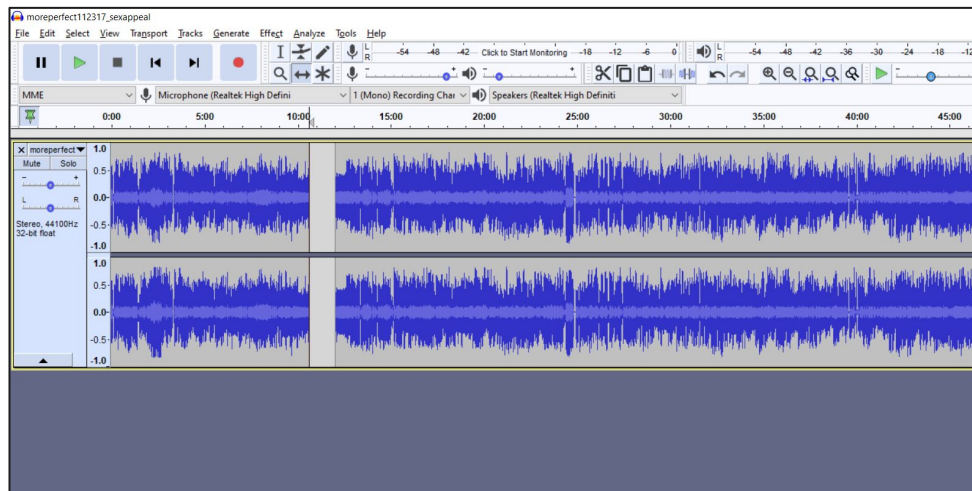 moreperfect112317_sexappeal
File Edit Select View Transport Tracks Generate Effect Analyze Tools Help
L R -54 -48 -42 Click to Start Monitoring -18 -12 -6 0 L R -54 -48 -42 -36 -30 -24 -18 -12
- + - +
MME Microphone (Realtek High Defini 1 (Mono) Recording Char Speakers (Realtek High Definiti
0:00 5:00 10:00 15:00 20:00 25:00 30:00 35:00 40:00 45:00
X moreperfect 1.0
Mute Solo 0.5
- +
L R 0.0
Stereo, 44100Hz -0.5
32-bit float -1.0
1.0
0.5
0.0
-0.5
-1.0